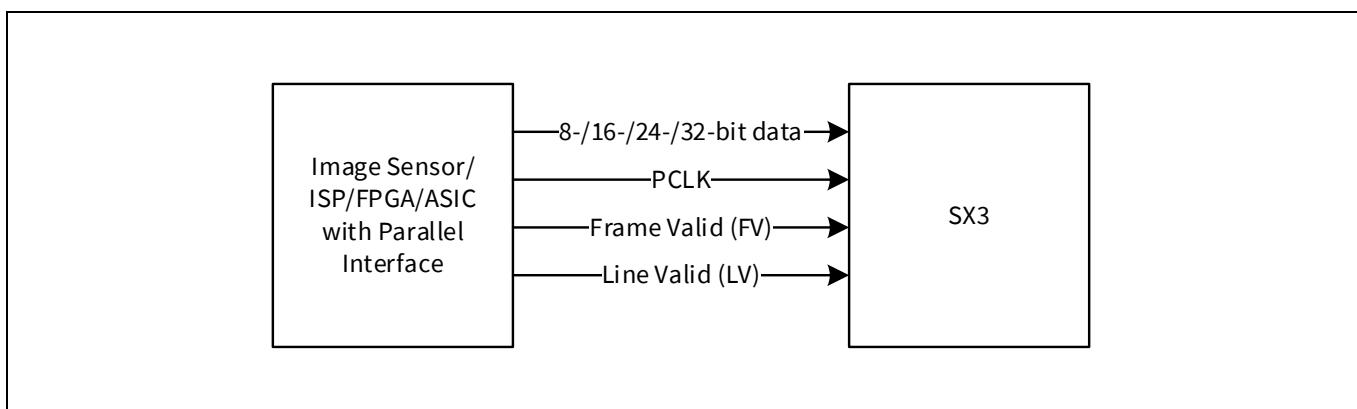 Image Sensor/
ISP/FPGA/ASIC
with Parallel
Interface
8-/16-/24-/32-bit data
PCLK
Frame Valid (FV)
Line Valid (LV)
SX3